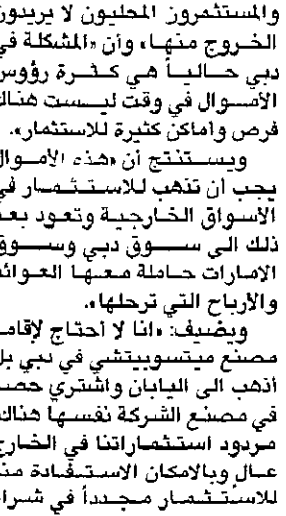 والمستثمرون المحليون لا يريدون
الخروج منها» وأن «المشكلة في
دبي حالياً هي كثرة رؤوس
الأموال في وقت ليست هناك
فرص وأماكن كثيرة للاستثمار».
ويستنتج أن «هذه الأموال
يجب أن تذهب للاستثمار في
الأسواق الخارجية وتعود بعد
ذلك الى سوق دبي وسوق
الامارات حاملة معها العوائد
والأرباح التي ترحلها».
ويضيف: «انا لا أحتاج لإقامة
مصنع ميتسوبيتشي في دبي بل
أذهب الى اليابان واشتري حصة
في مصنع الشركة نفسها هناك
مردود استثماراتنا في الخارج
عال وبالامكان الاستفادة منه
للاستثمار مجدداً في شراء